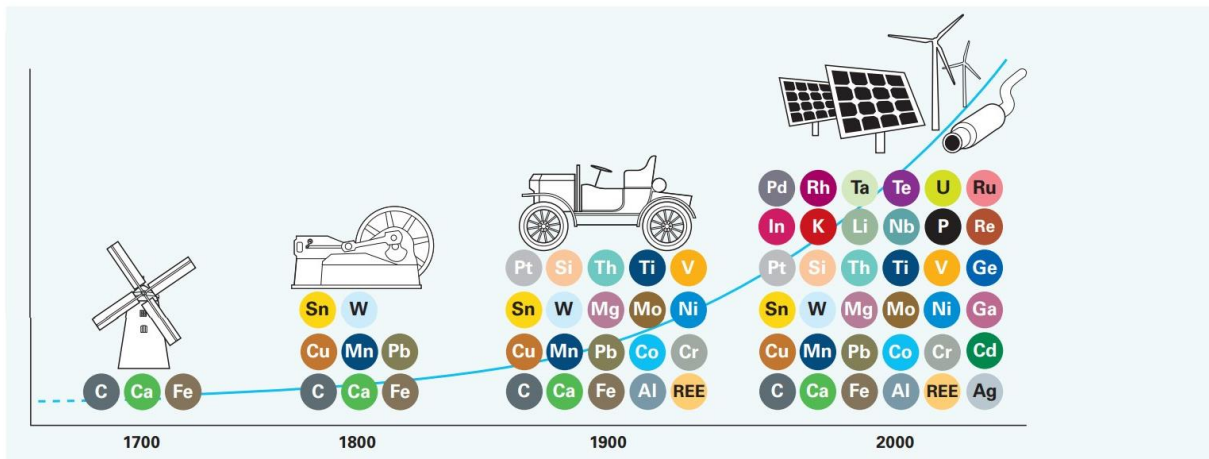 Pd Rh Ta Te U Ru
In K Li Nb P Re
Pt Si Th Ti V
Pt Si Th Ti V Ge
Sn W
Sn W Mg Mo Ni
Sn W Mg Mo Ni Ga
Cu Mn Pb
Cu Mn Pb Co Cr
Cu Mn Pb Co Cr Cd
C Ca Fe
C Ca Fe
C Ca Fe Al REE
C Ca Fe Al REE Ag
1700
1800
1900
2000